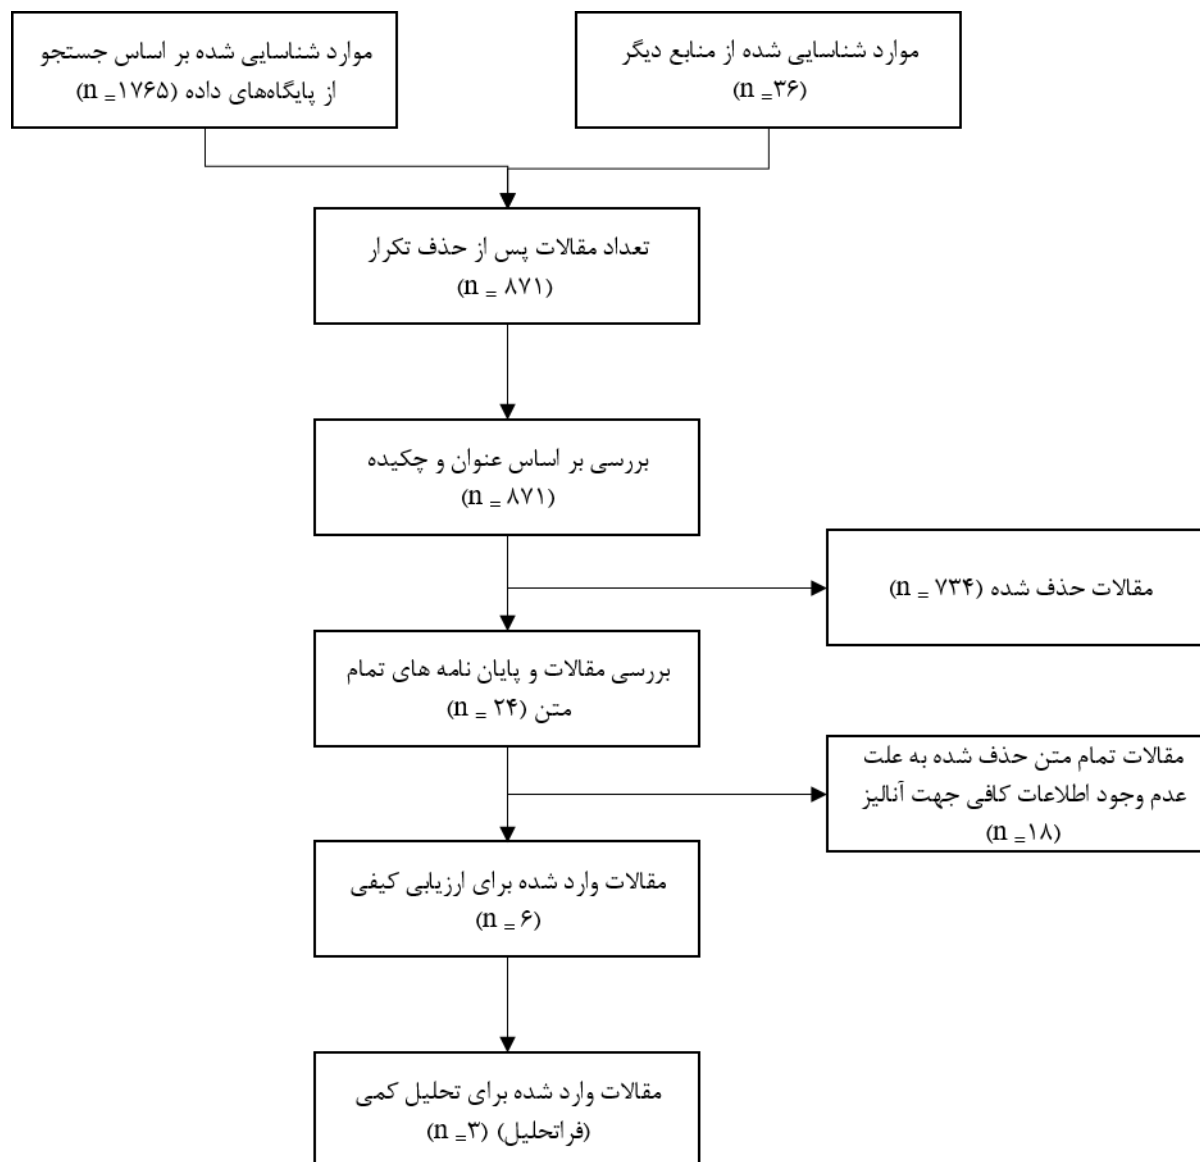 موارد شناسایی شده بر اساس جستجو
از پایگاه‌های داده (n = ۱۷۶۵)
موارد شناسایی شده از منابع دیگر
(n = ۳۶)
تعداد مقالات پس از حذف تکرار
(n = ۸۷۱)
بررسی بر اساس عنوان و چکیده
(n = ۸۷۱)
مقالات حذف شده (n = ۷۳۴)
بررسی مقالات و پایان نامه های تمام
متن (n = ۲۴)
مقالات تمام متن حذف شده به علت
عدم وجود اطلاعات کافی جهت آنالیز
(n = ۱۸)
مقالات وارد شده برای ارزیابی کیفی
(n = ۶)
مقالات وارد شده برای تحلیل کمی
(فراتحلیل) (n = ۳)